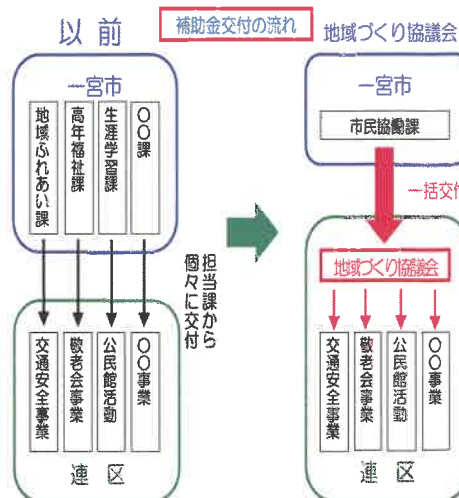 補助金交付の流れ
以前
一宮市
地域ふれあい課
高年福祉課
生涯学習課
〇〇課
担当課から
個々に交付
交通安全事業
敬老会事業
公民館活動
〇〇事業
連区
地域づくり協議会
一宮市
市民協働課
一括交付
地域づくり協議会
交通安全事業
敬老会事業
公民館活動
〇〇事業
連区